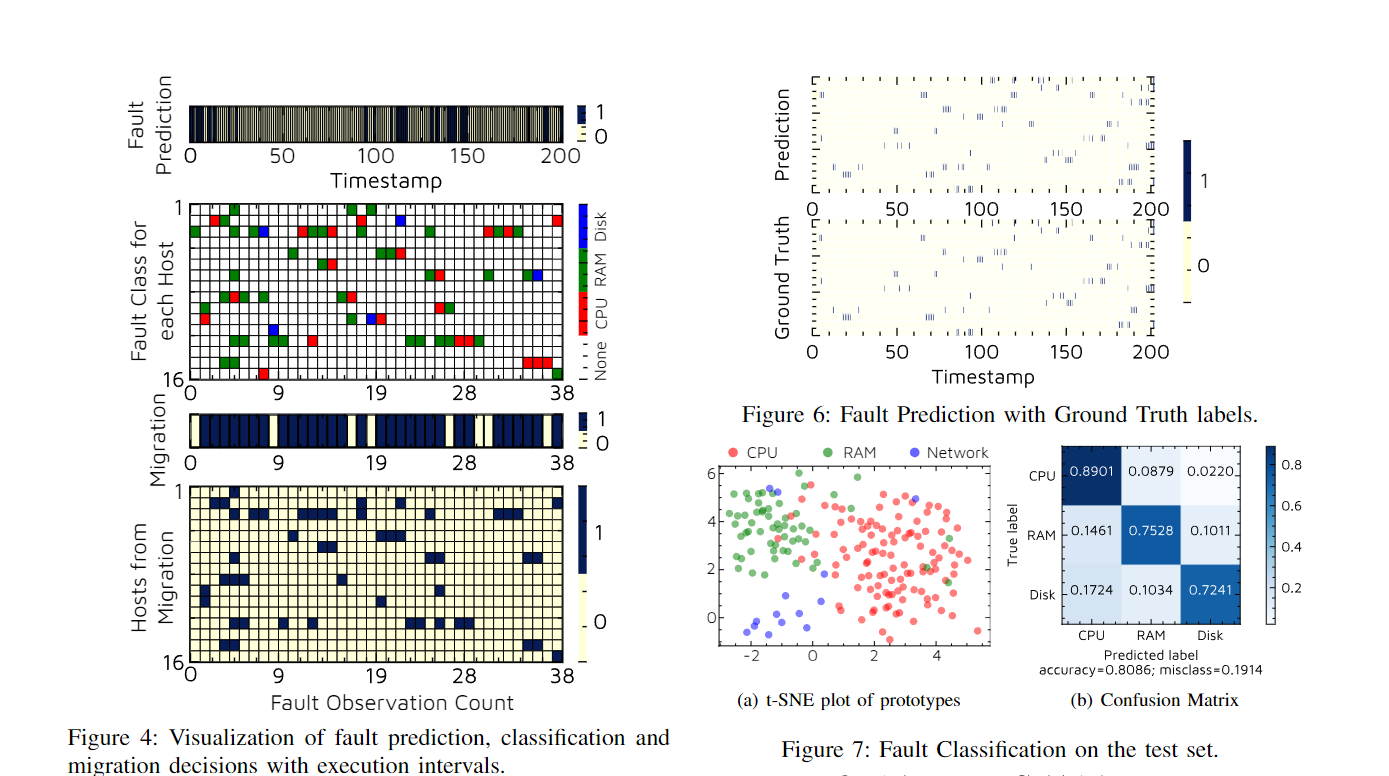 Fault
Prediction
1
0
0 50 100 150 200
Timestamp
Fault Class for
each Host
1
16
0 9 19 28 38
None CPU RAM Disk
Migration
1
0
0 9 19 28 38
Hosts from
Migration
1
16
1
0
0 9 19 28 38
Fault Observation Count
Figure 4: Visualization of fault prediction, classification and
migration decisions with execution intervals.
Prediction
0 50 100 150 200
Ground Truth
0 50 100 150 200
Timestamp
1
0
Figure 6: Fault Prediction with Ground Truth labels.
CPU RAM Network
6
4
2
0
-2 0 2 4
(a) t-SNE plot of prototypes
True label
CPU 0.8901 0.0879 0.0220
RAM 0.1461 0.7528 0.1011
Disk 0.1724 0.1034 0.7241
CPU RAM Disk
Predicted label
accuracy=0.8086; misclass=0.1914
0.8
0.6
0.4
0.2
(b) Confusion Matrix
Figure 7: Fault Classification on the test set.